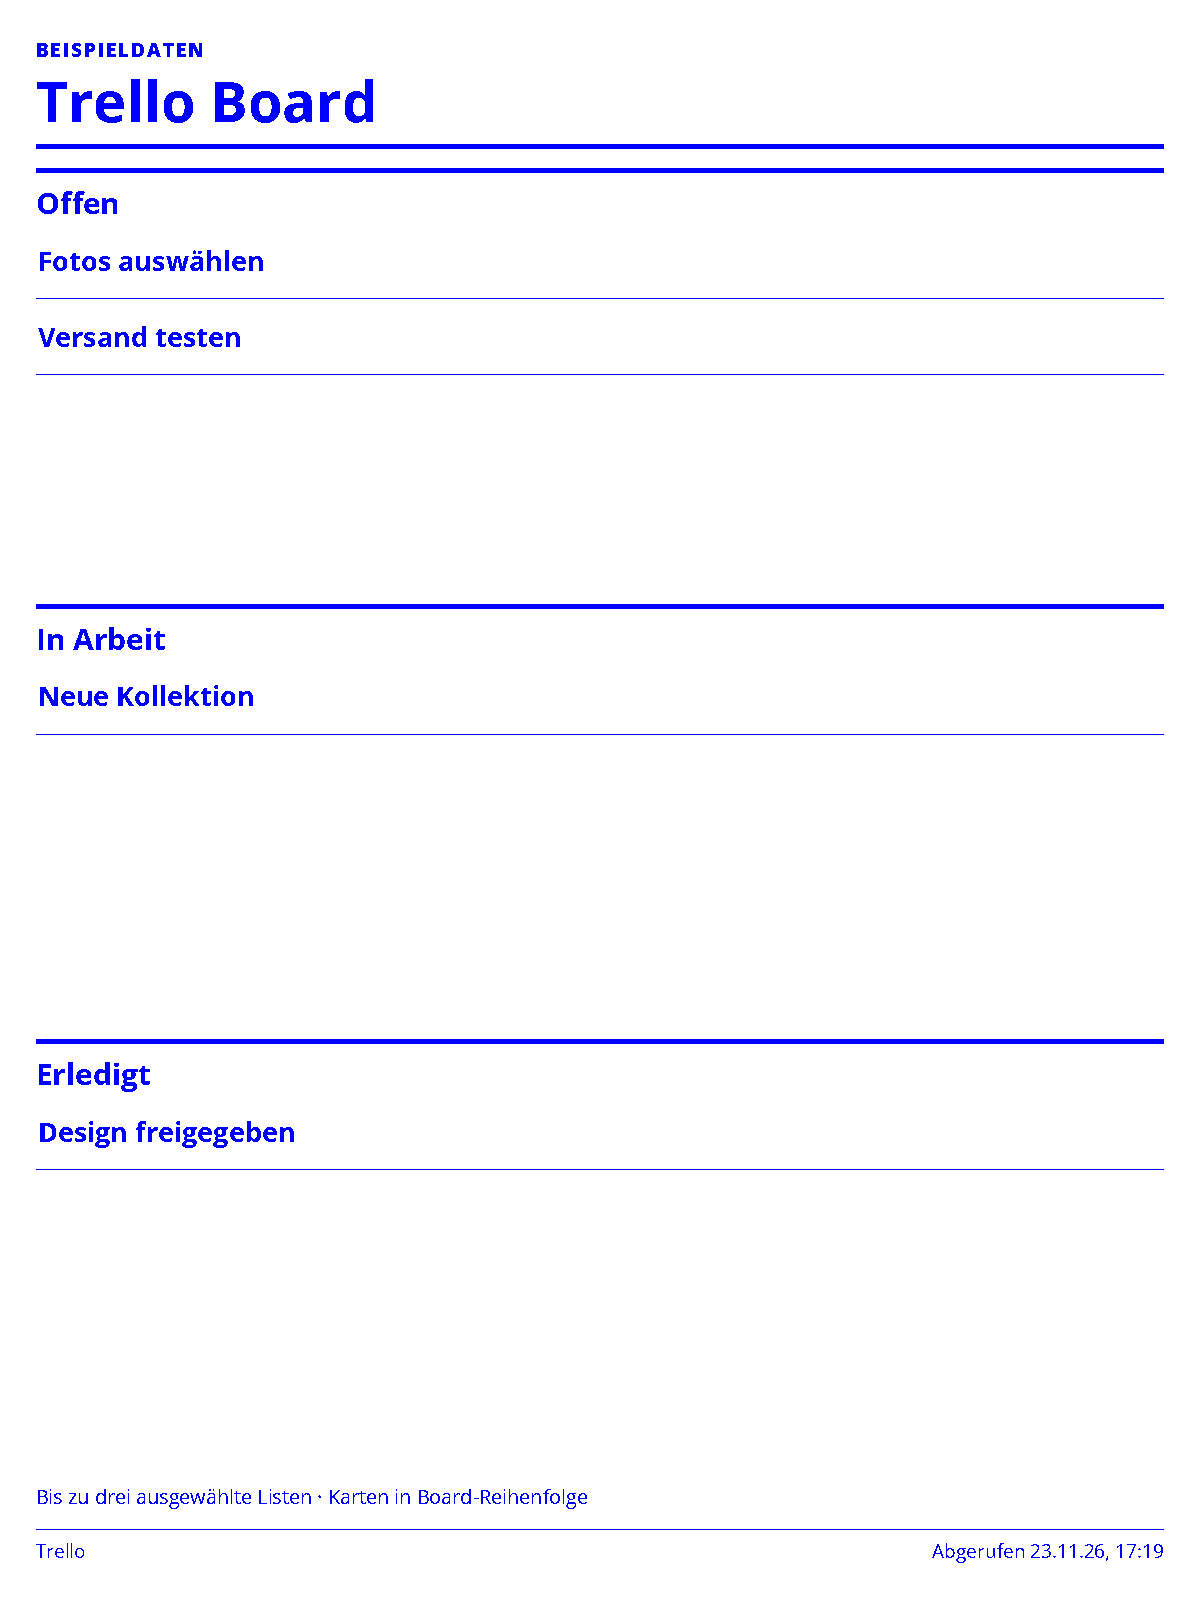 BEISPIELDATEN
Trello Board
Offen
Fotos auswählen
Versand testen
In Arbeit
Neue Kollektion
Erledigt
Design freigegeben
Bis zu drei ausgewählte Listen · Karten in Board-Reihenfolge
Trello
Abgerufen 23.11.26, 17:19